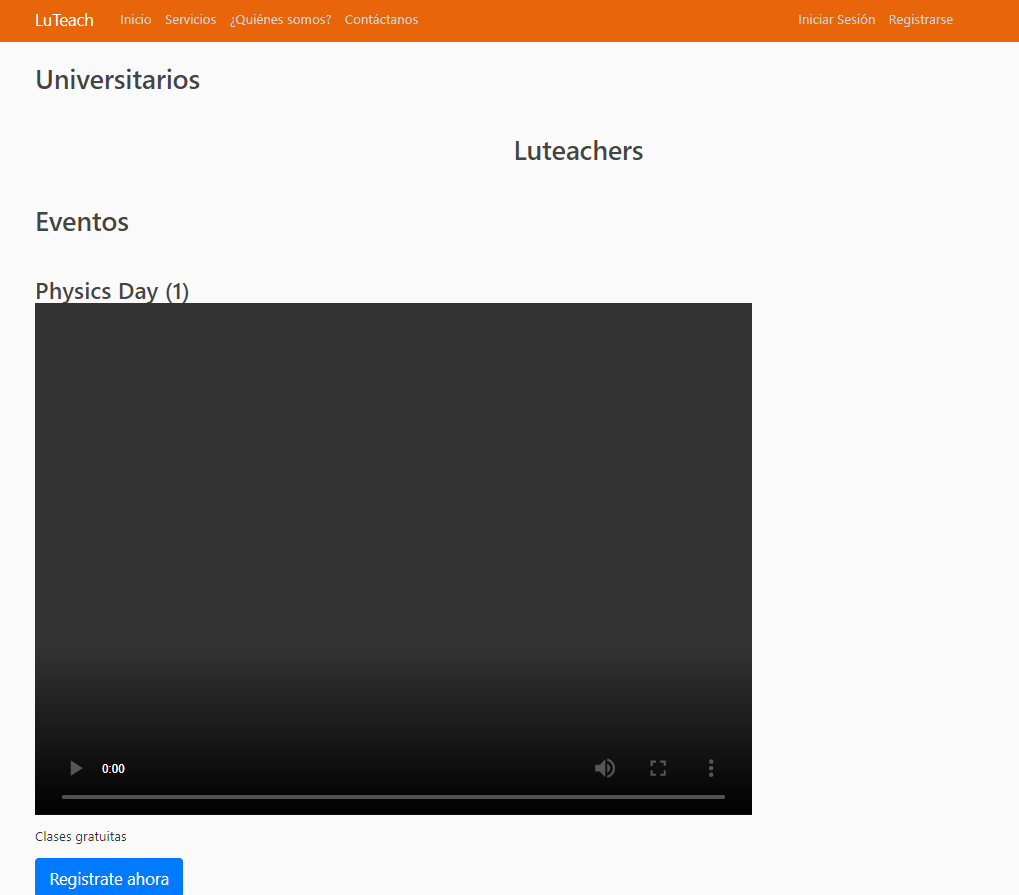 LuTeach Inicio Servicios ¿Quiénes somos? Contáctanos Iniciar Sesión Registrarse
Universitarios
Luteachers
Eventos
Physics Day (1)
0:00
Clases gratuitas
Registrate ahora